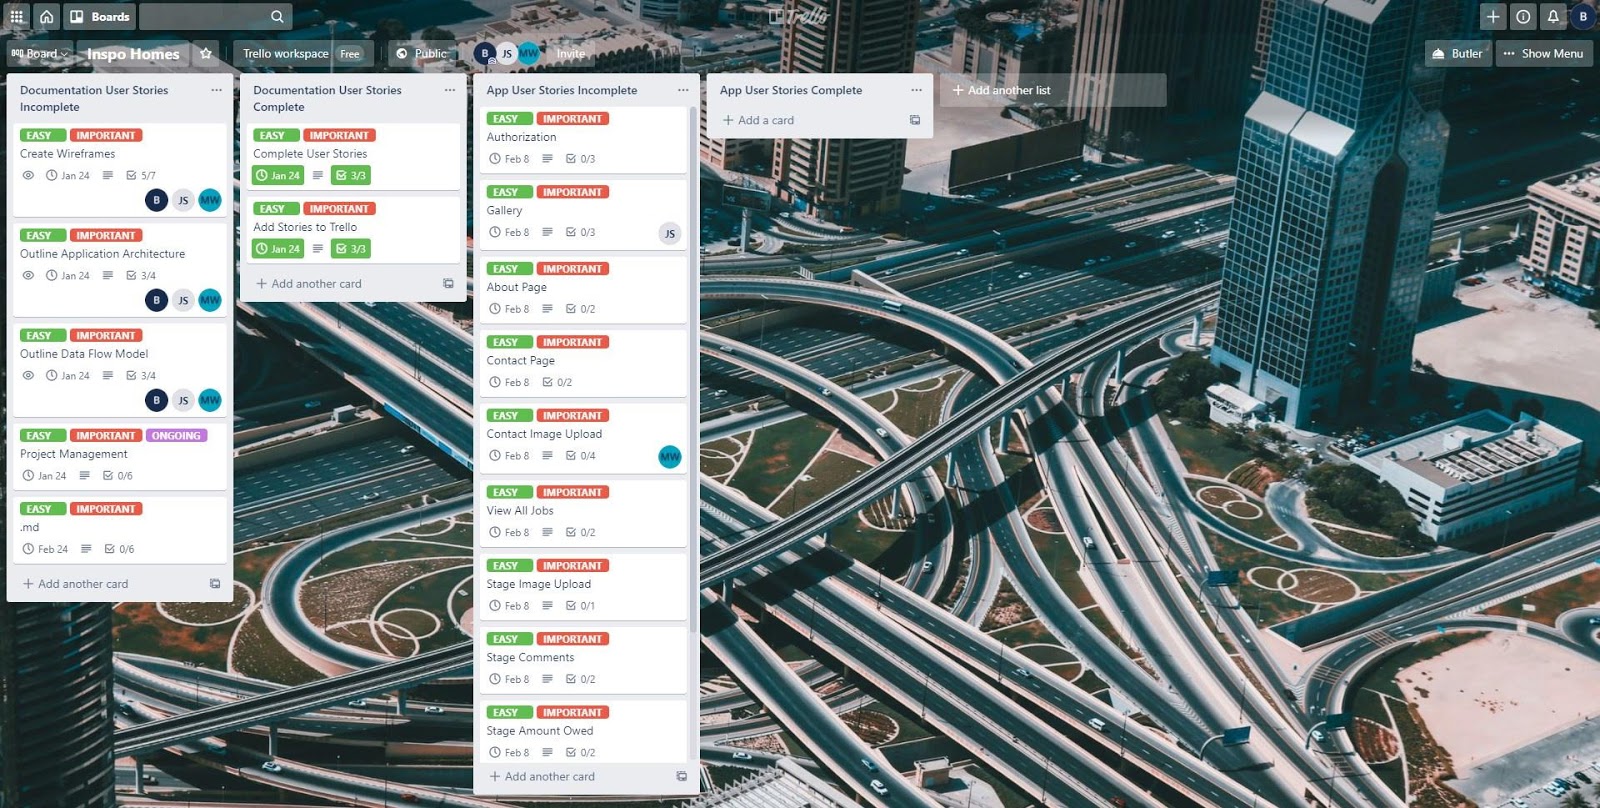 Boards
Trello
B
Board
Inspo Homes
Trello workspace
Free
Public
B
JS
MW
Invite
Butler
Show Menu
Documentation User Stories
Incomplete
EASY IMPORTANT
Create Wireframes
Jan 24 5/7
B JS MW
EASY IMPORTANT
Outline Application Architecture
Jan 24 3/4
B JS MW
EASY IMPORTANT
Outline Data Flow Model
Jan 24 3/4
B JS MW
EASY IMPORTANT ONGOING
Project Management
Jan 24 0/6
EASY IMPORTANT
.md
Feb 24 0/6
+ Add another card
Documentation User Stories
Complete
EASY IMPORTANT
Complete User Stories
Jan 24 3/3
EASY IMPORTANT
Add Stories to Trello
Jan 24 3/3
+ Add another card
App User Stories Incomplete
EASY IMPORTANT
Authorization
Feb 8 0/3
EASY IMPORTANT
Gallery
Feb 8 0/3
JS
EASY IMPORTANT
About Page
Feb 8 0/2
EASY IMPORTANT
Contact Page
Feb 8 0/2
EASY IMPORTANT
Contact Image Upload
Feb 8 0/4
MW
EASY IMPORTANT
View All Jobs
Feb 8 0/2
EASY IMPORTANT
Stage Image Upload
Feb 8 0/1
EASY IMPORTANT
Stage Comments
Feb 8 0/2
EASY IMPORTANT
Stage Amount Owed
Feb 8 0/2
+ Add another card
App User Stories Complete
+ Add a card
+ Add another list